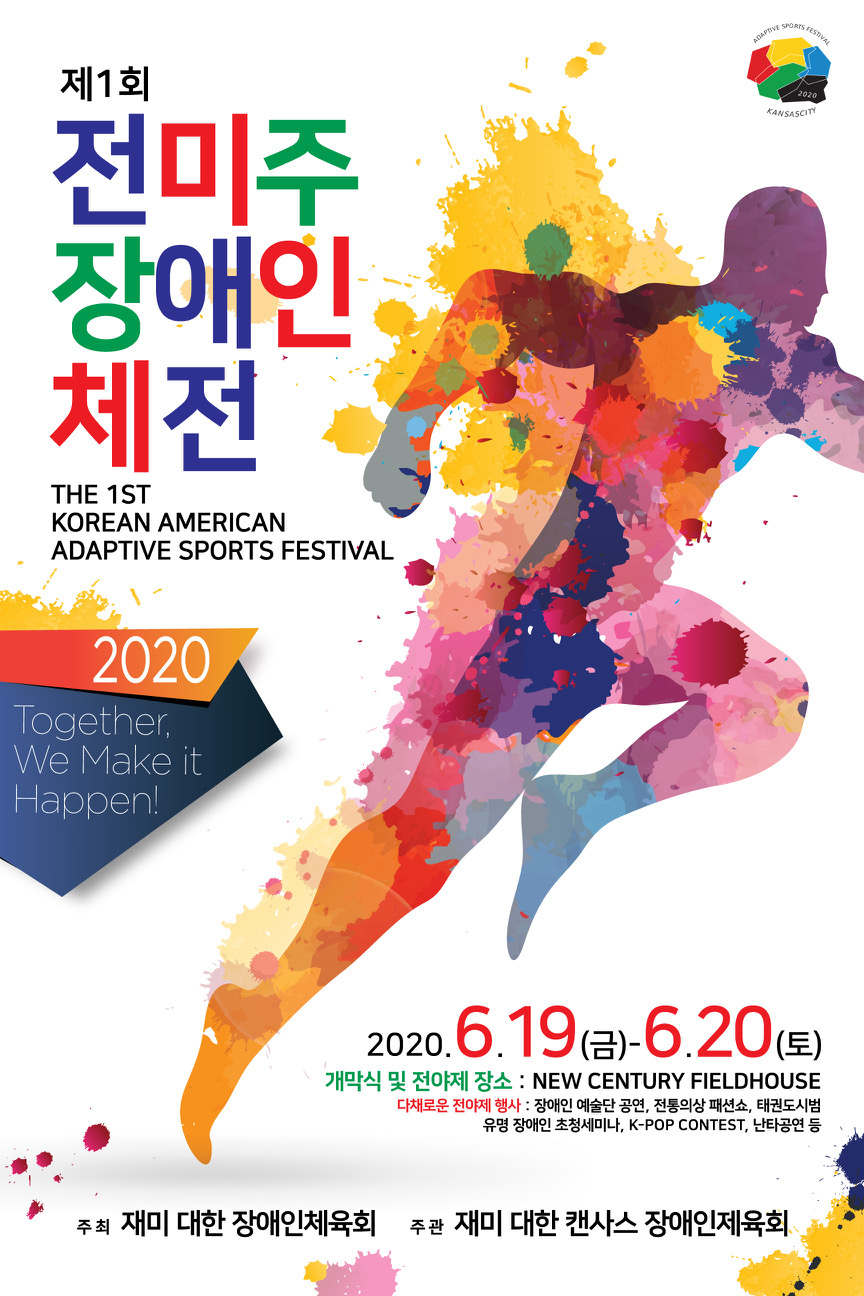 ADAPTIVE SPORTS FESTIVAL
2020
KANSASCITY
제1회
전미주
장애인
체전
THE 1ST
KOREAN AMERICAN
ADAPTIVE SPORTS FESTIVAL
2020
Together,
We Make it
Happen!
2020.6.19(금)-6.20(토)
개막식 및 전야제 장소 : NEW CENTURY FIELDHOUSE
다채로운 전야제 행사 : 장애인 예술단 공연, 전통의상 패션쇼, 태권도시범
유명 장애인 초청세미나, K-POP CONTEST, 난타공연 등
주최 재미 대한 장애인체육회 주관 재미 대한 캔사스 장애인제육회